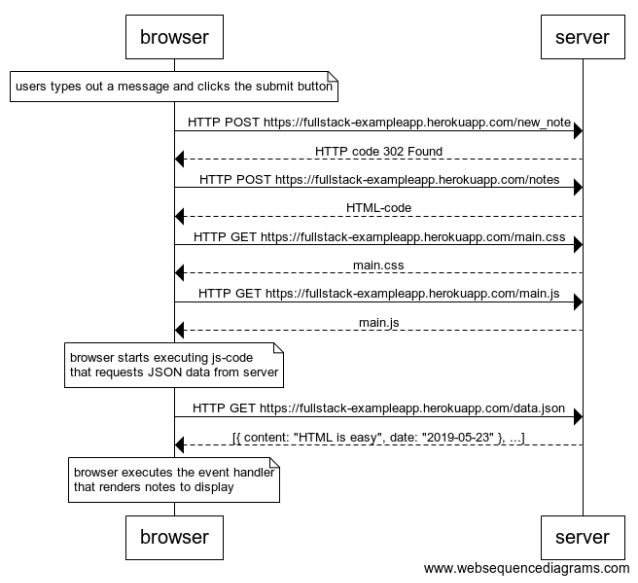 browser
server
users types out a message and clicks the submit button
HTTP POST https://fullstack-exampleapp.herokuapp.com/new_note
HTTP code 302 Found
HTTP POST https://fullstack-exampleapp.herokuapp.com/notes
HTML-code
HTTP GET https://fullstack-exampleapp.herokuapp.com/main.css
main.css
HTTP GET https://fullstack-exampleapp.herokuapp.com/main.js
main.js
browser starts executing js-code
that requests JSON data from server
HTTP GET https://fullstack-exampleapp.herokuapp.com/data.json
[{ content: "HTML is easy", date: "2019-05-23" }, ...]
browser executes the event handler
that renders notes to display
browser
server
www.websequencediagrams.com